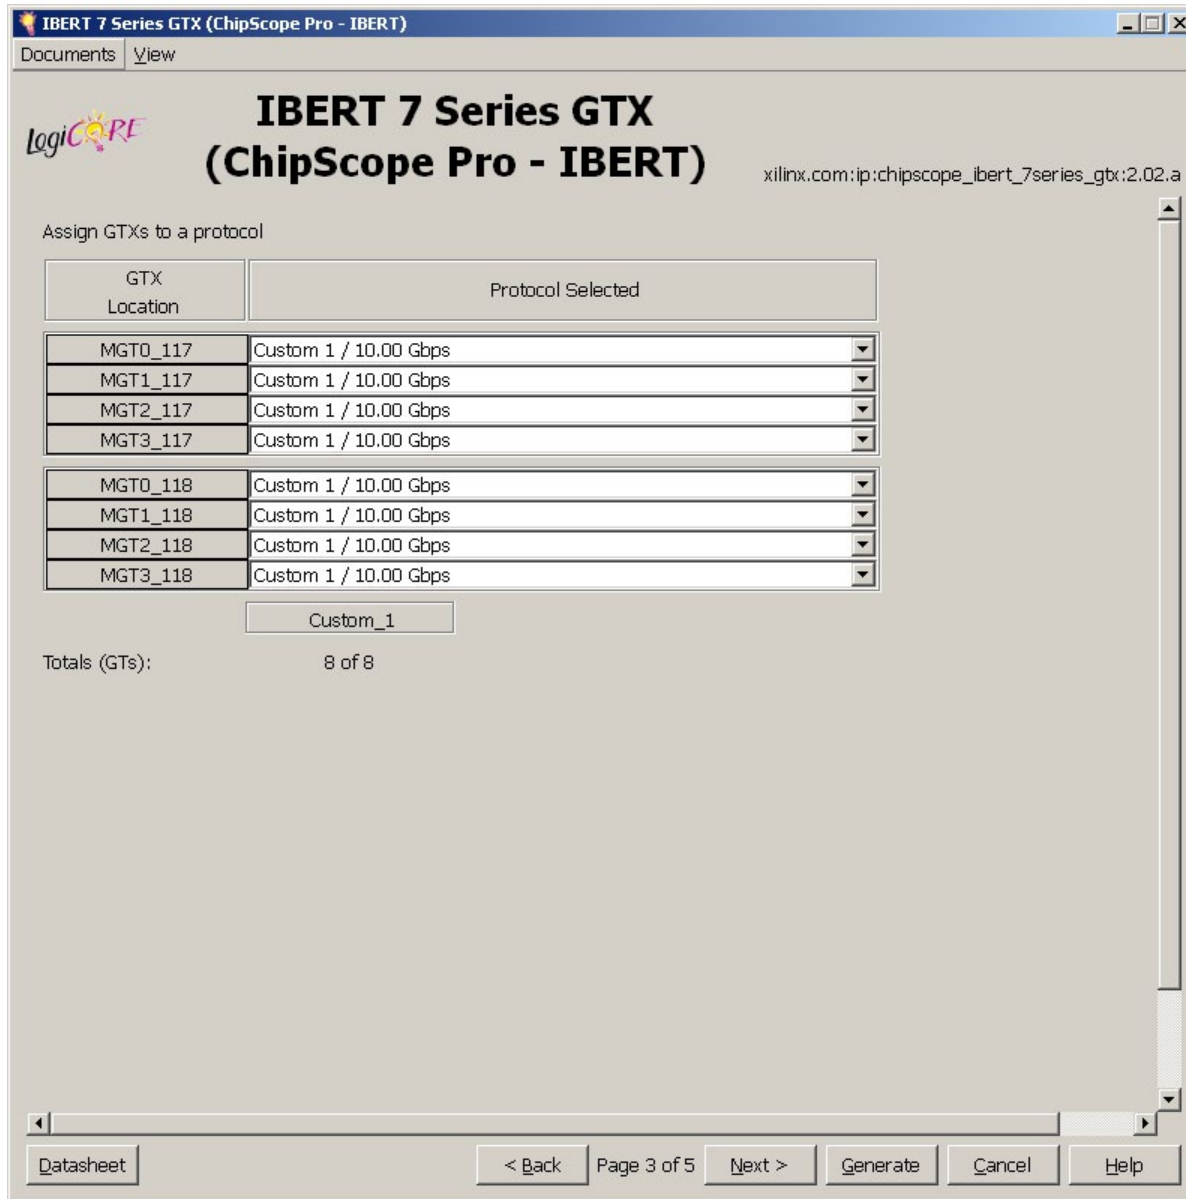 IBERT 7 Series GTX (ChipScope Pro - IBERT)
Documents View
LogiCORE
IBERT 7 Series GTX
(ChipScope Pro - IBERT)
xilinx.com:ip:chipscope_ibert_7series_gtx:2.02.a
Assign GTXs to a protocol
GTX
Location
Protocol Selected
MGT0_117 Custom 1 / 10.00 Gbps
MGT1_117 Custom 1 / 10.00 Gbps
MGT2_117 Custom 1 / 10.00 Gbps
MGT3_117 Custom 1 / 10.00 Gbps
MGT0_118 Custom 1 / 10.00 Gbps
MGT1_118 Custom 1 / 10.00 Gbps
MGT2_118 Custom 1 / 10.00 Gbps
MGT3_118 Custom 1 / 10.00 Gbps
Custom_1
Totals (GTs): 8 of 8
Datasheet < Back Page 3 of 5 Next > Generate Cancel Help